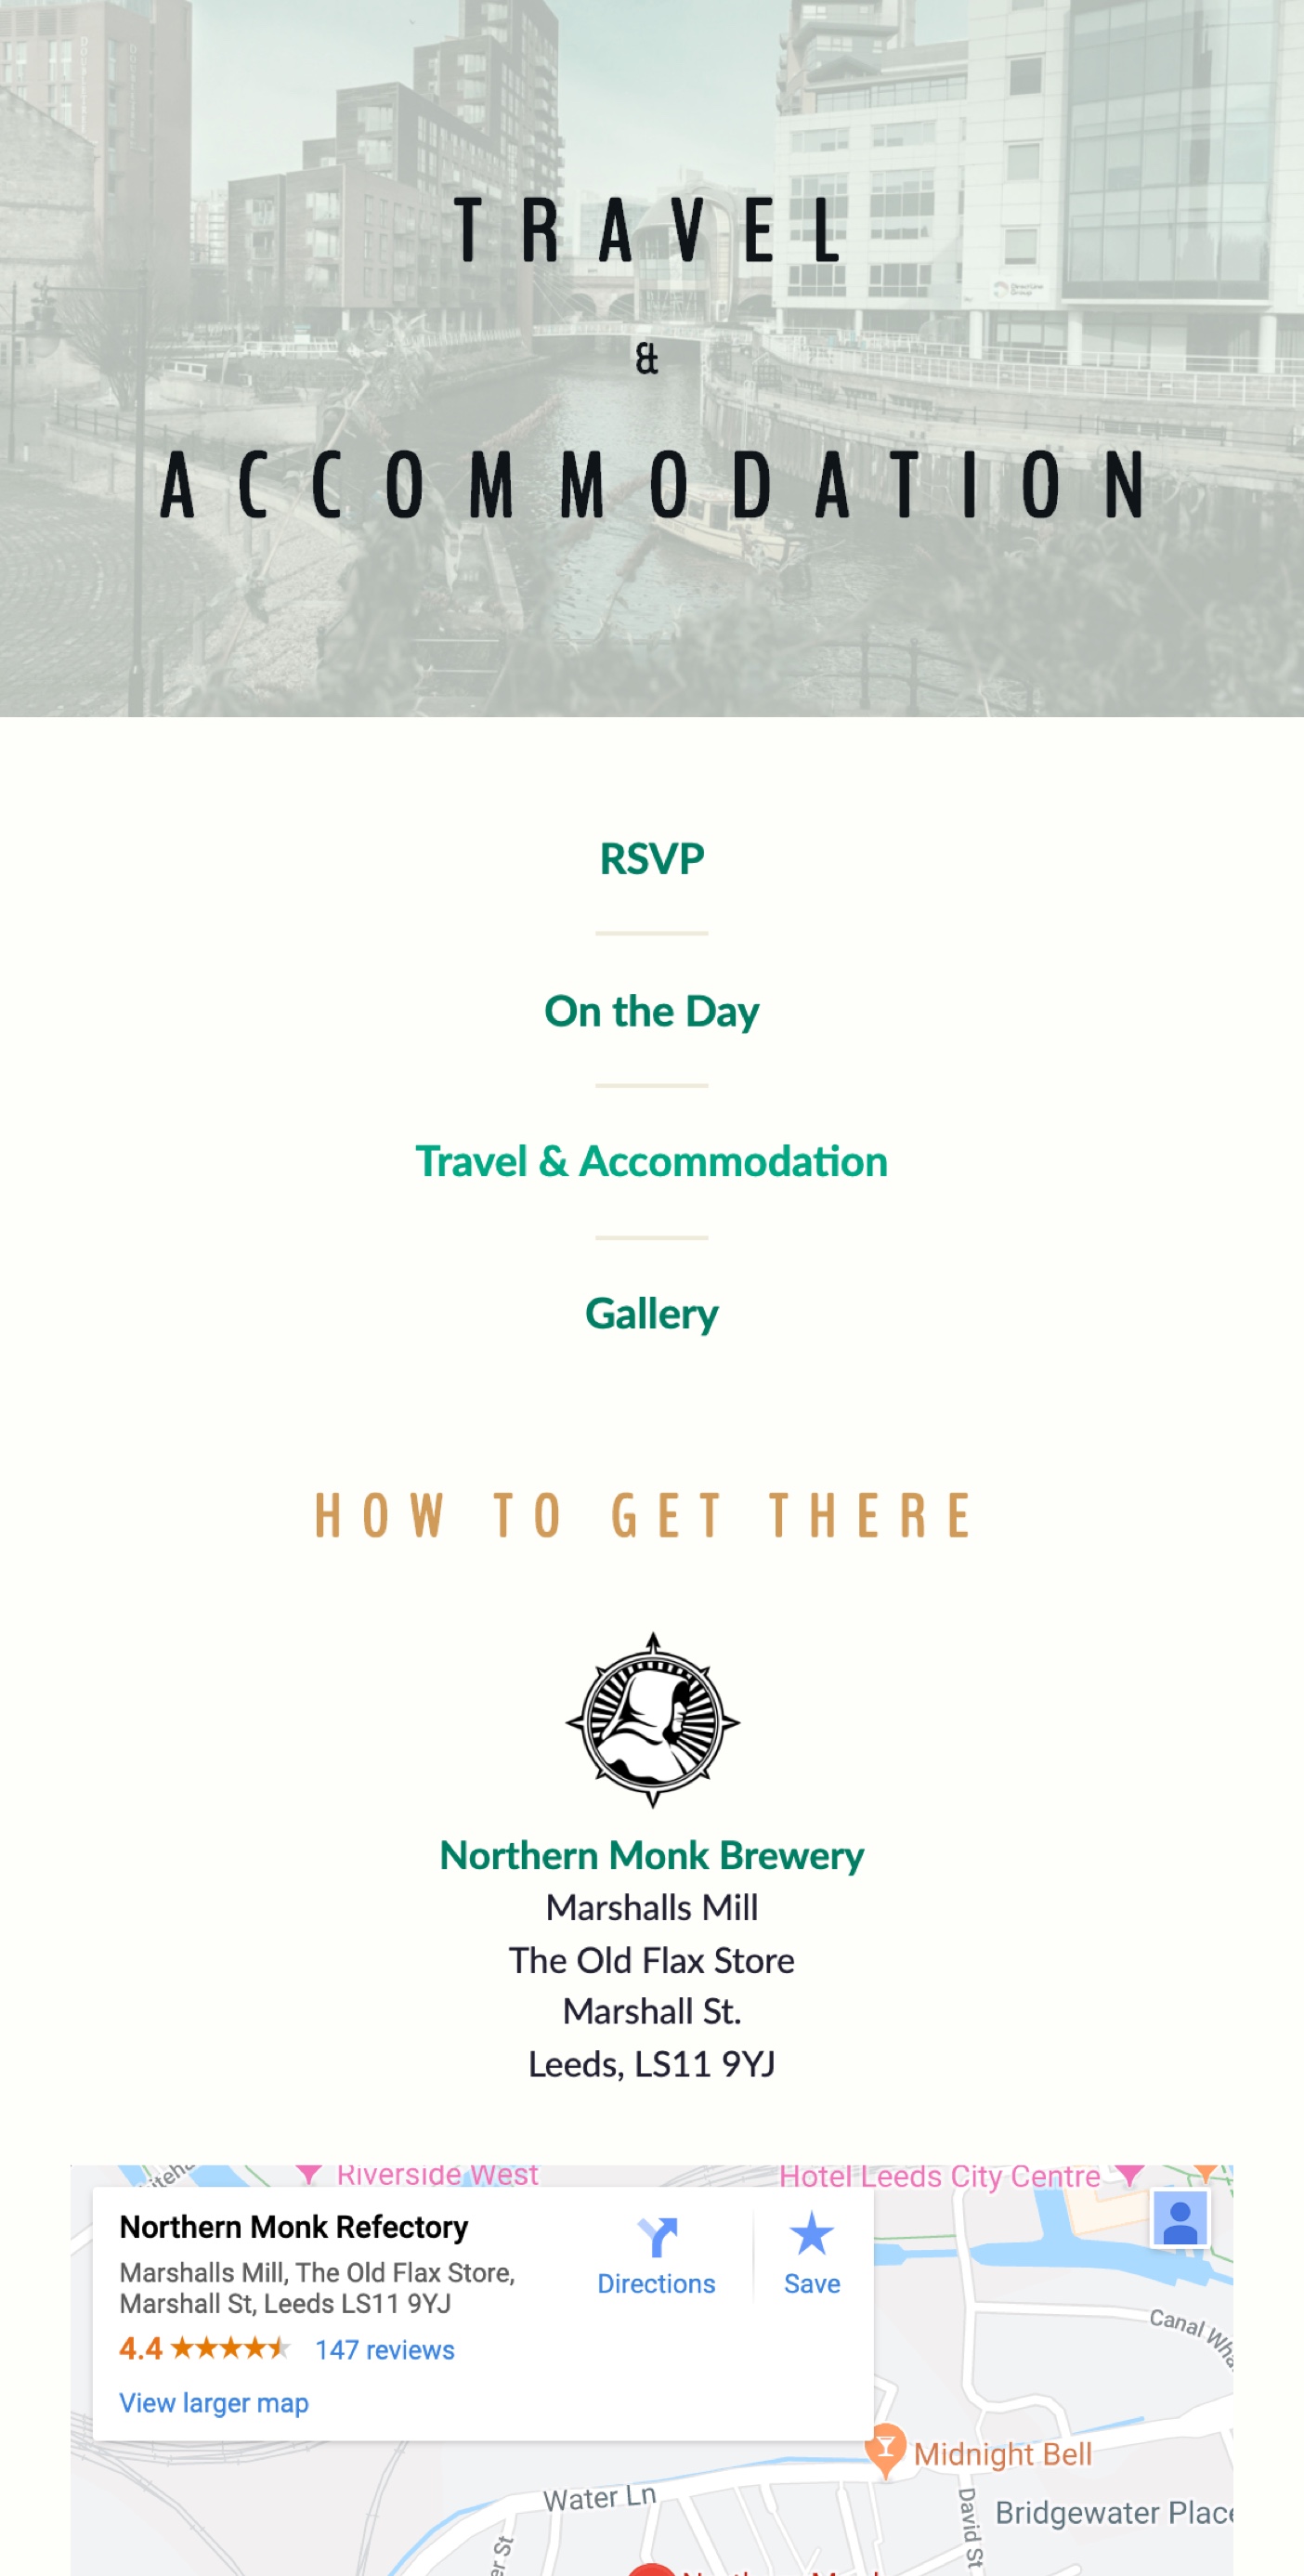 TRAVEL
&
ACCOMMODATION
RSVP
On the Day
Travel & Accommodation
Gallery
HOW TO GET THERE
Northern Monk Brewery
Marshalls Mill
The Old Flax Store
Marshall St.
Leeds, LS11 9YJ
Riverside West
Hotel Leeds City Centre
Northern Monk Refectory
Marshalls Mill, The Old Flax Store,
Marshall St, Leeds LS11 9YJ
4.4
147 reviews
View larger map
Directions
Save
Canal
Midnight Bell
Water Ln
David St
Bridgewater Place